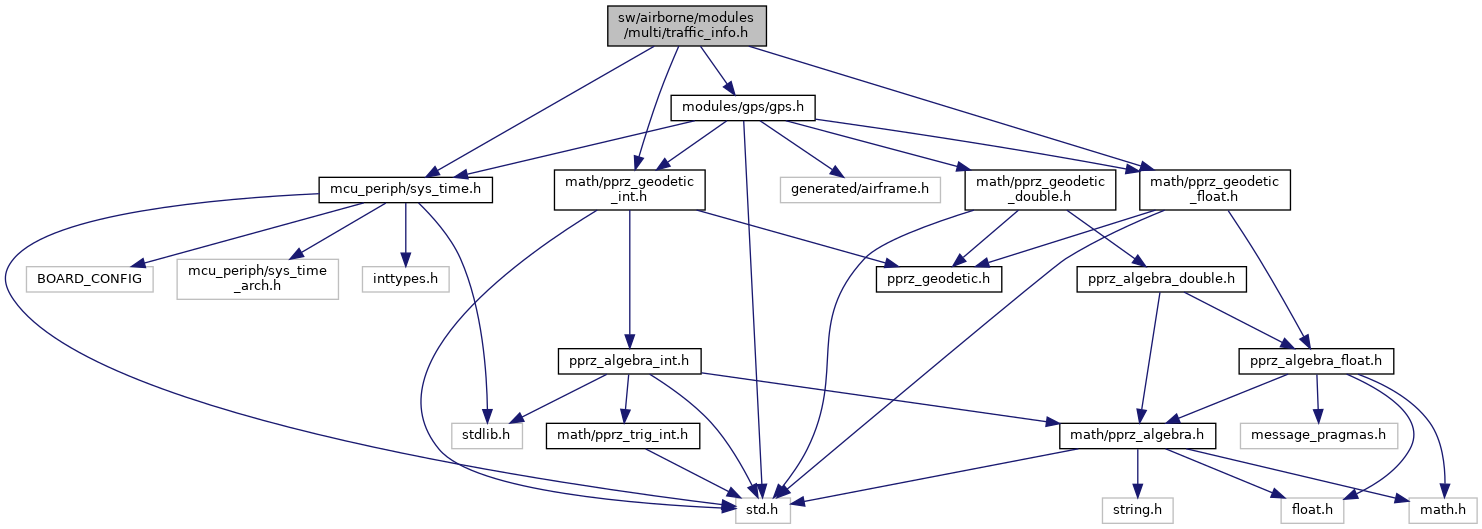 sw/airborne/modules
/multi/traffic_info.h
modules/gps/gps.h
mcu_periph/sys_time.h
math/pprz_geodetic
_int.h
generated/airframe.h
math/pprz_geodetic
_double.h
math/pprz_geodetic
_float.h
BOARD_CONFIG
mcu_periph/sys_time
_arch.h
inttypes.h
pprz_geodetic.h
pprz_algebra_double.h
pprz_algebra_int.h
pprz_algebra_float.h
stdlib.h
math/pprz_trig_int.h
math/pprz_algebra.h
message_pragmas.h
std.h
string.h
float.h
math.h